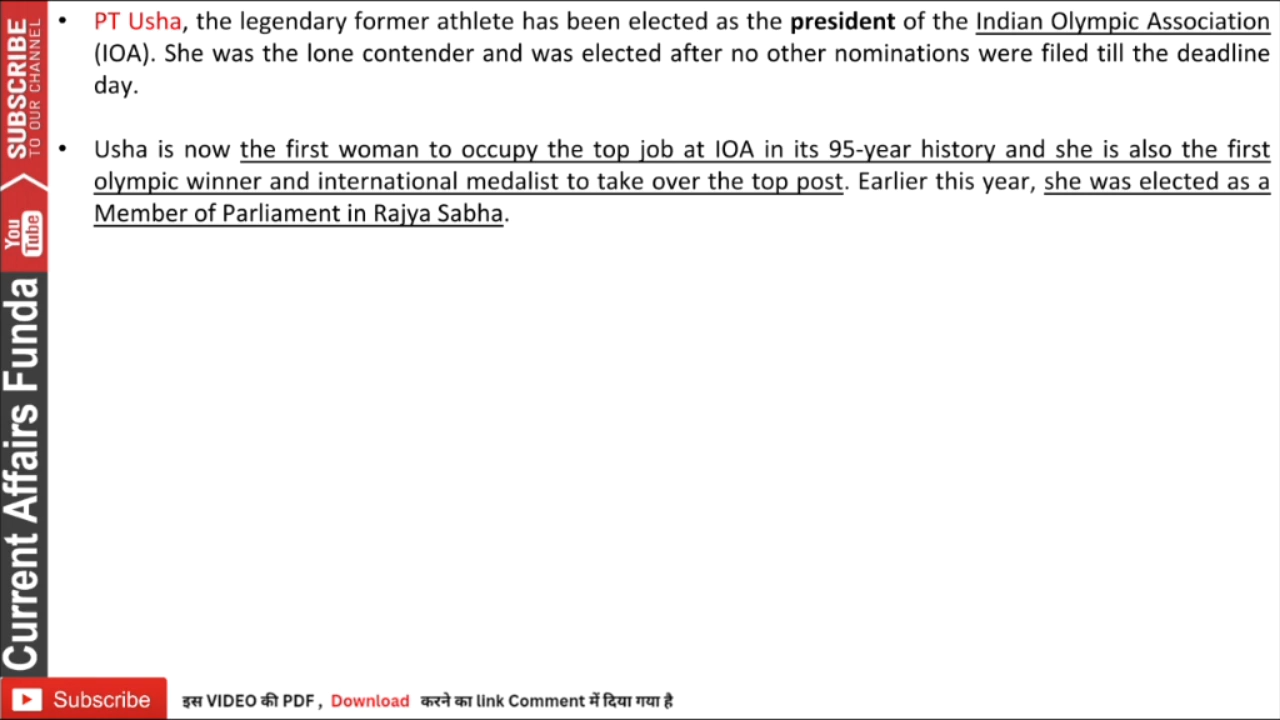 • PT Usha, the legendary former athlete has been elected as the president of the Indian Olympic Association
(IOA). She was the lone contender and was elected after no other nominations were filed till the deadline
day.
• Usha is now the first woman to occupy the top job at IOA in its 95-year history and she is also the first
olympic winner and international medalist to take over the top post. Earlier this year, she was elected as a
Member of Parliament in Rajya Sabha.
SUBSCRIBE
TO OUR CHANNEL
You
Tube
Current Affairs Funda
Subscribe
इस VIDEO की PDF , Download करने का link Comment में दिया गया है